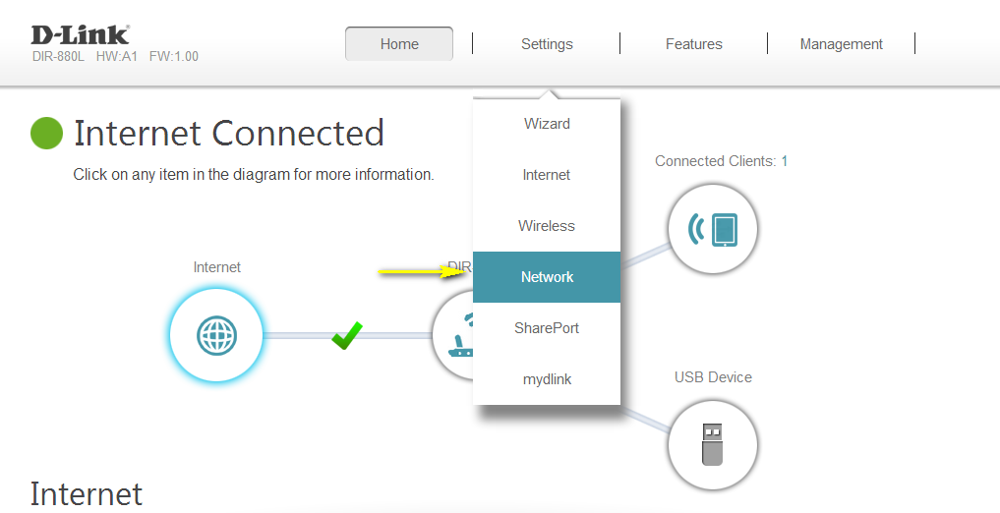 D-Link
DIR-880L HW:A1 FW:1.00
Home Settings Features Management
Wizard
Internet
Wireless
Network
SharePort
mydlink
Internet Connected
Click on any item in the diagram for more information.
Connected Clients: 1
Internet
DIR
USB Device
Internet